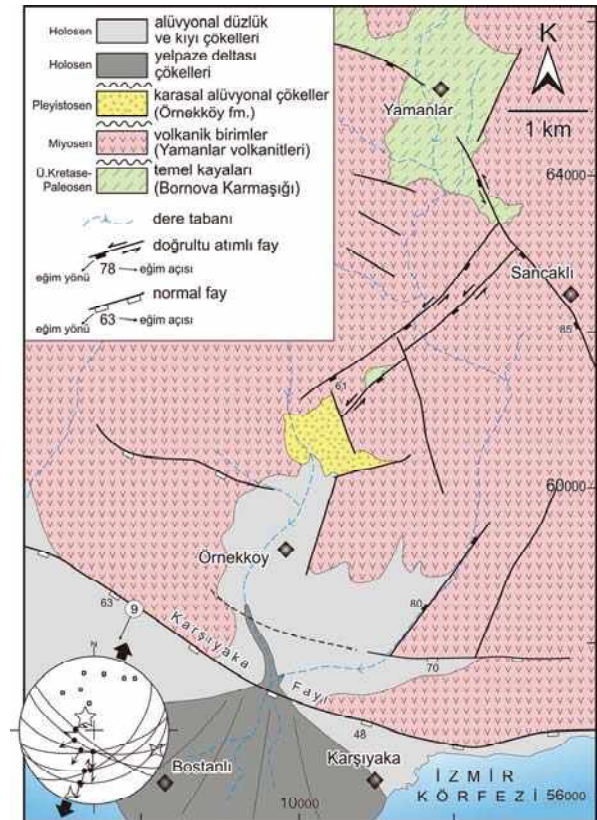 Holosen
alüvyonal düzlük
ve kıyı çökelleri
Holosen
yelpaze deltası
çökelleri
Pleyistosen
karasal alüvyonal çökeller
(Örnekköy fm.)
Miyosen
volkanik birimler
(Yamanlar volkanitleri)
Ü.Kretase-
Paleosen
temel kayaları
(Bornova Karmaşığı)
dere tabanı
doğrultu atımlı fay
eğim yönü 78 eğim açısı
normal fay
eğim yönü 63 eğim açısı
K
1 km
Yamanlar
64000
Sancaklı
85
61
60000
Örnekköy
63
9
80
Karşıyaka
Fayı
70
N
48
Bostanlı
Karşıyaka
İZMİR
KÖRFEZİ
10000
56000